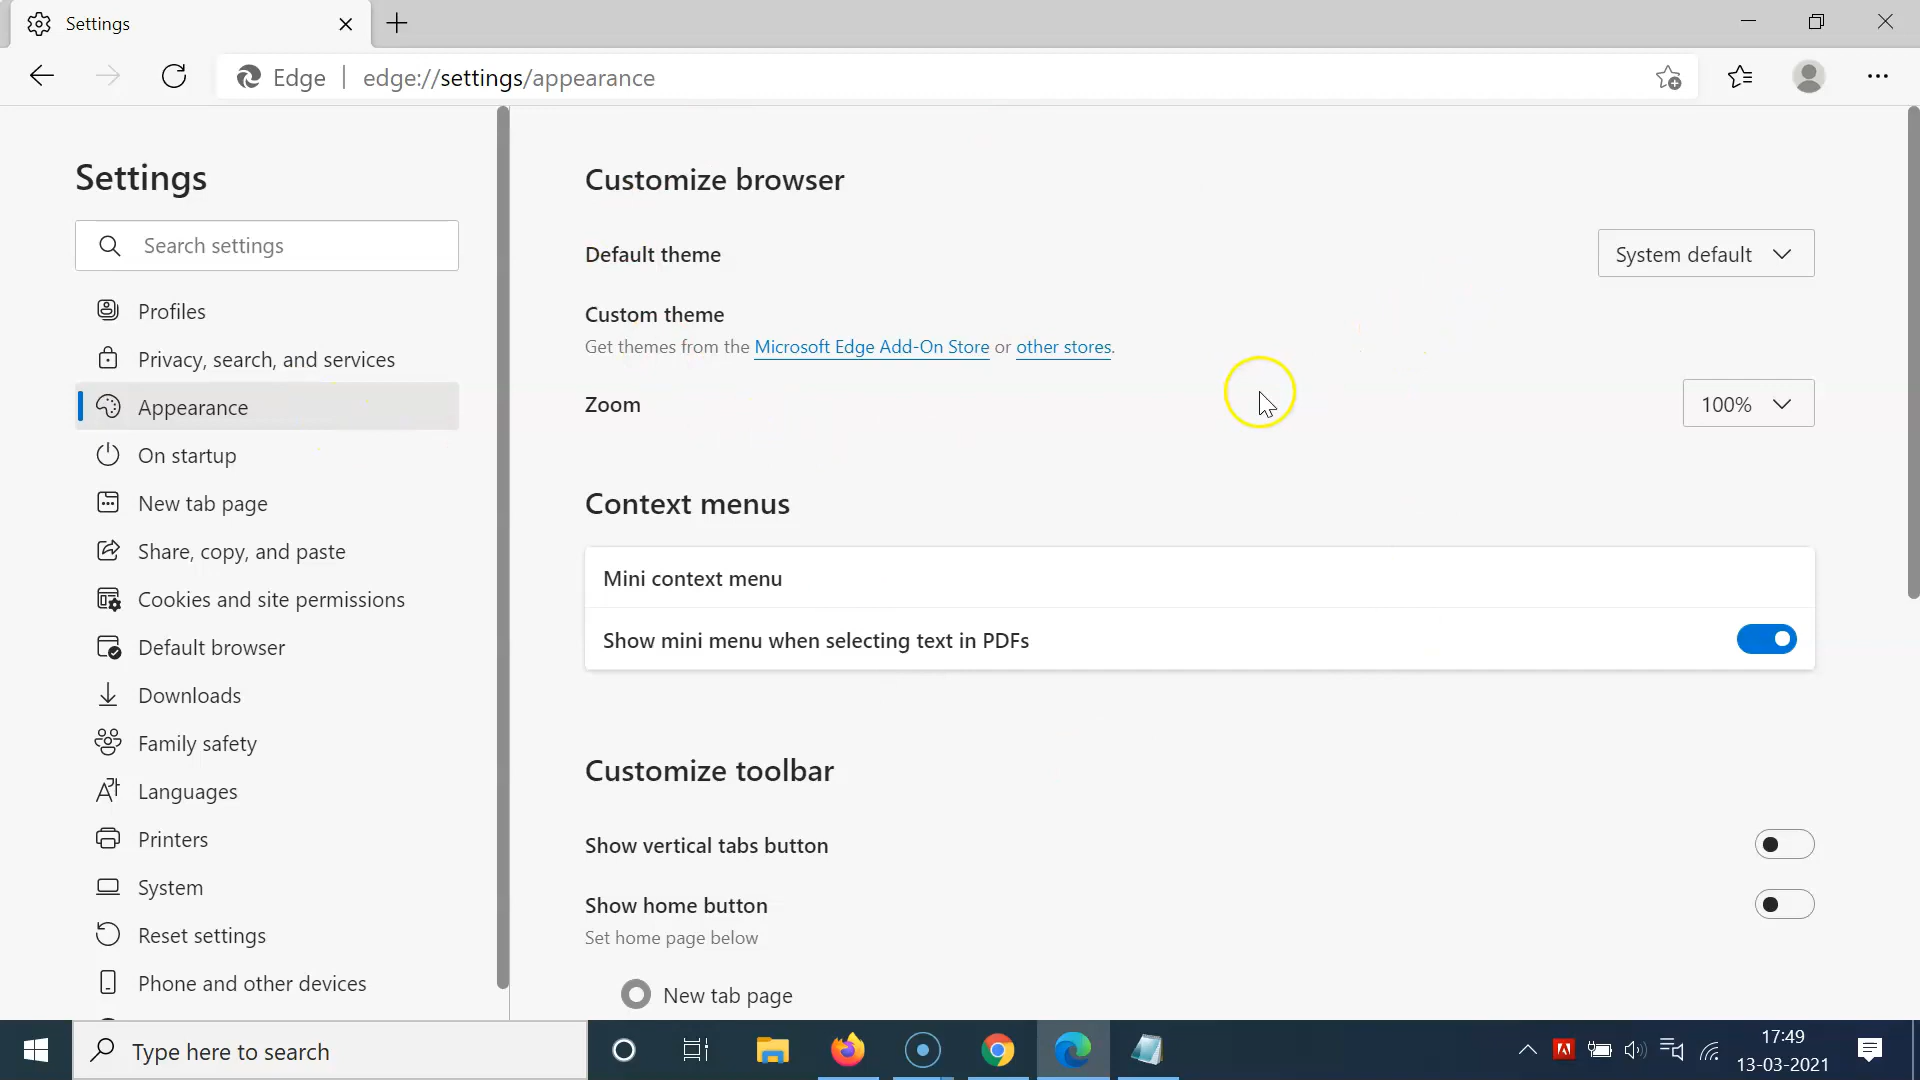 Settings
Edge | edge://settings/appearance
Settings
Search settings
Profiles
Privacy, search, and services
Appearance
On startup
New tab page
Share, copy, and paste
Cookies and site permissions
Default browser
Downloads
Family safety
Languages
Printers
System
Reset settings
Phone and other devices
Customize browser
Default theme
System default
Custom theme
Get themes from the Microsoft Edge Add-On Store or other stores.
Zoom
100%
Context menus
Mini context menu
Show mini menu when selecting text in PDFs
Customize toolbar
Show vertical tabs button
Show home button
Set home page below
New tab page
Type here to search
17:49
13-03-2021